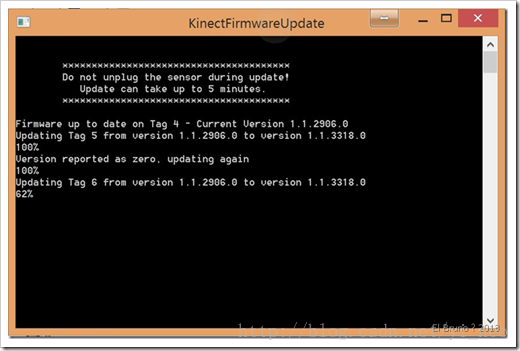 KinectFirmwareUpdate
****************************************
Do not unplug the sensor during update!
Update can take up to 5 minutes.
****************************************
Firmware up to date on Tag 4 - Current Version 1.1.2906.0
Updating Tag 5 from version 1.1.2906.0 to version 1.1.3318.0
100%
Version reported as zero, updating again
100%
Updating Tag 6 from version 1.1.2906.0 to version 1.1.3318.0
62%
El Bruno
2013
http://blog.csdn.net/